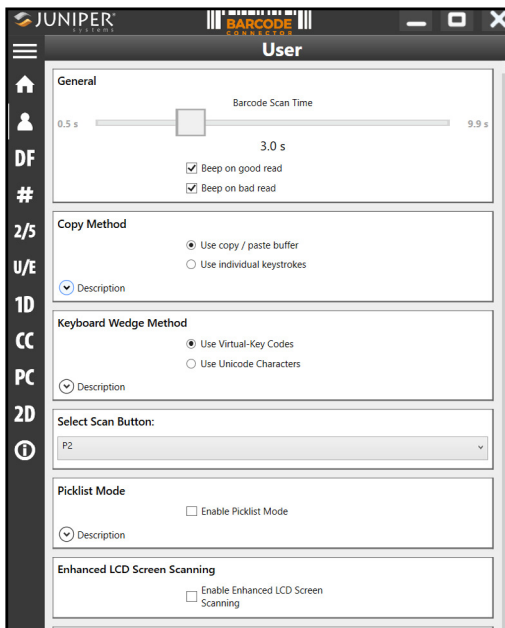 JUNIPER®
systems
BARCODE
CONNECTOR
User
General
Barcode Scan Time
0.5 s
9.9 s
3.0 s
Beep on good read
Beep on bad read
DF
#
2/5
U/E
1D
CC
PC
2D
Copy Method
Use copy / paste buffer
Use individual keystrokes
Description
Keyboard Wedge Method
Use Virtual-Key Codes
Use Unicode Characters
Description
Select Scan Button:
P2
Picklist Mode
Enable Picklist Mode
Description
Enhanced LCD Screen Scanning
Enable Enhanced LCD Screen
Scanning